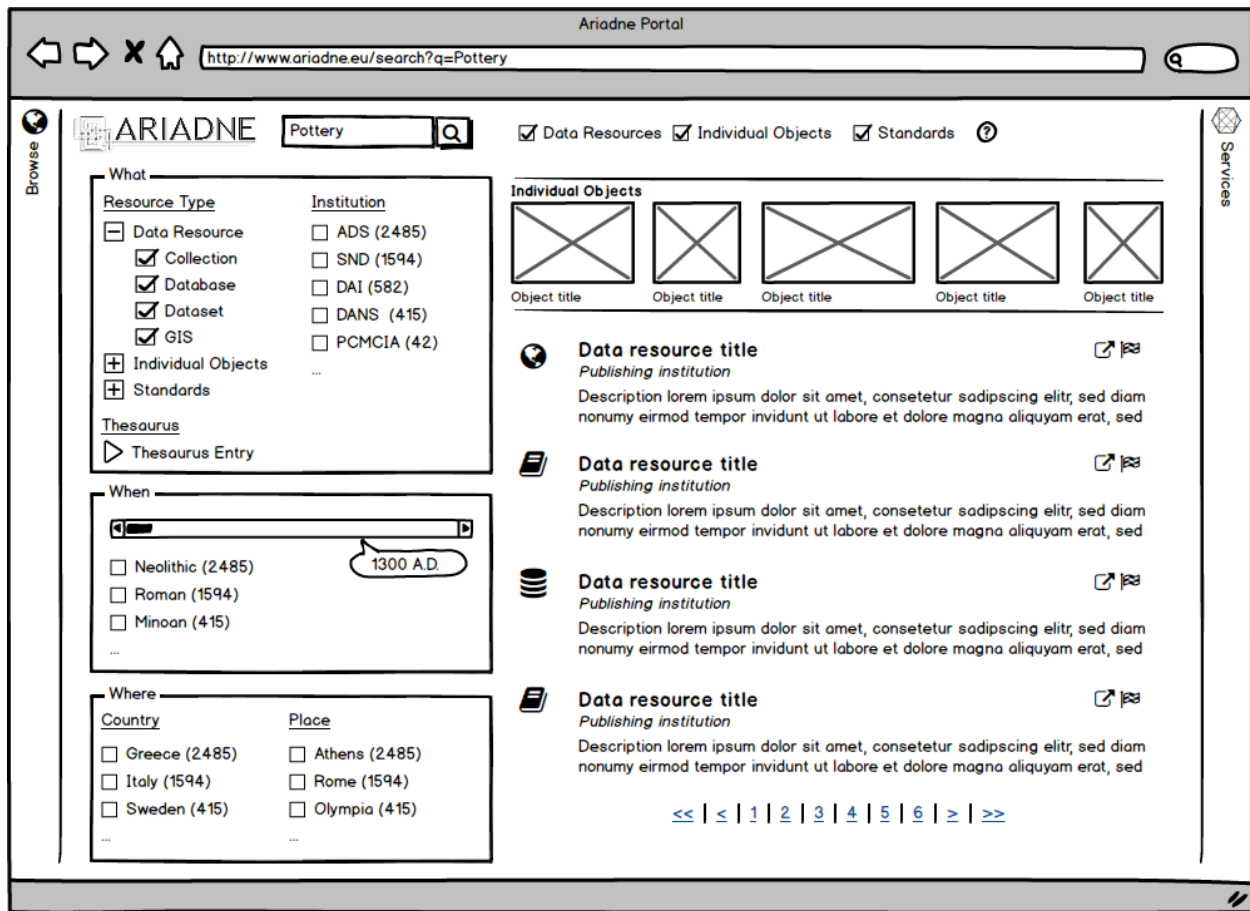 Ariadne Portal
http://www.ariadne.eu/search?q=Pottery
Browse
ARIADNE
Pottery
Data Resources
Individual Objects
Standards
?
Services
What
Resource Type
Data Resource
Collection
Database
Dataset
GIS
Individual Objects
Standards
Institution
ADS (2485)
SND (1594)
DAI (582)
DANS (415)
PCMCIA (42)
...
Thesaurus
Thesaurus Entry
When
1300 A.D.
Neolithic (2485)
Roman (1594)
Minoan (415)
...
Where
Country
Greece (2485)
Italy (1594)
Sweden (415)
...
Place
Athens (2485)
Rome (1594)
Olympia (415)
...
Individual Objects
Object title
Object title
Object title
Object title
Object title
Data resource title
Publishing institution
Description lorem ipsum dolor sit amet, consetetur sadipscing elitr, sed diam
nonumy eirmod tempor invidunt ut labore et dolore magna aliquyam erat, sed
Data resource title
Publishing institution
Description lorem ipsum dolor sit amet, consetetur sadipscing elitr, sed diam
nonumy eirmod tempor invidunt ut labore et dolore magna aliquyam erat, sed
Data resource title
Publishing institution
Description lorem ipsum dolor sit amet, consetetur sadipscing elitr, sed diam
nonumy eirmod tempor invidunt ut labore et dolore magna aliquyam erat, sed
Data resource title
Publishing institution
Description lorem ipsum dolor sit amet, consetetur sadipscing elitr, sed diam
nonumy eirmod tempor invidunt ut labore et dolore magna aliquyam erat, sed
<< | < | 1 | 2 | 3 | 4 | 5 | 6 | > | >>